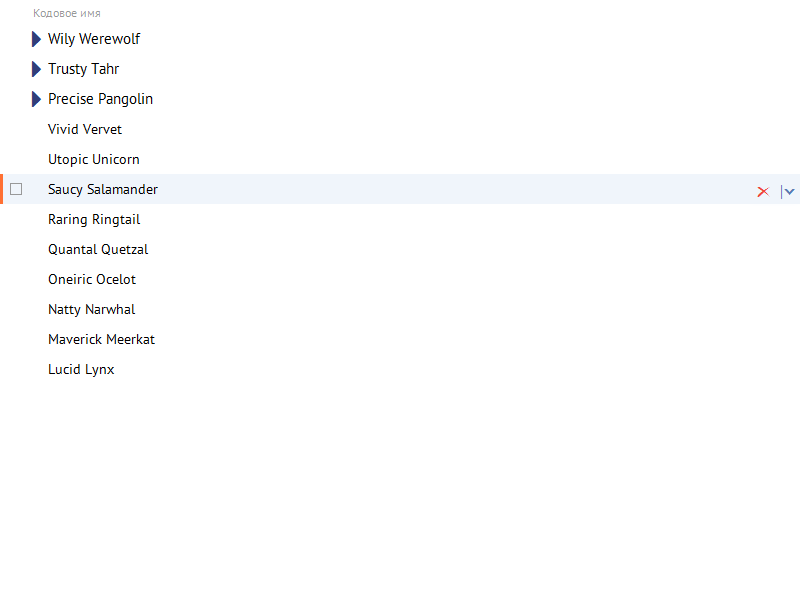 Кодовое имя
Wily Werewolf
Trusty Tahr
Precise Pangolin
Vivid Vervet
Utopic Unicorn
Saucy Salamander
Raring Ringtail
Quantal Quetzal
Oneiric Ocelot
Natty Narwhal
Maverick Meerkat
Lucid Lynx